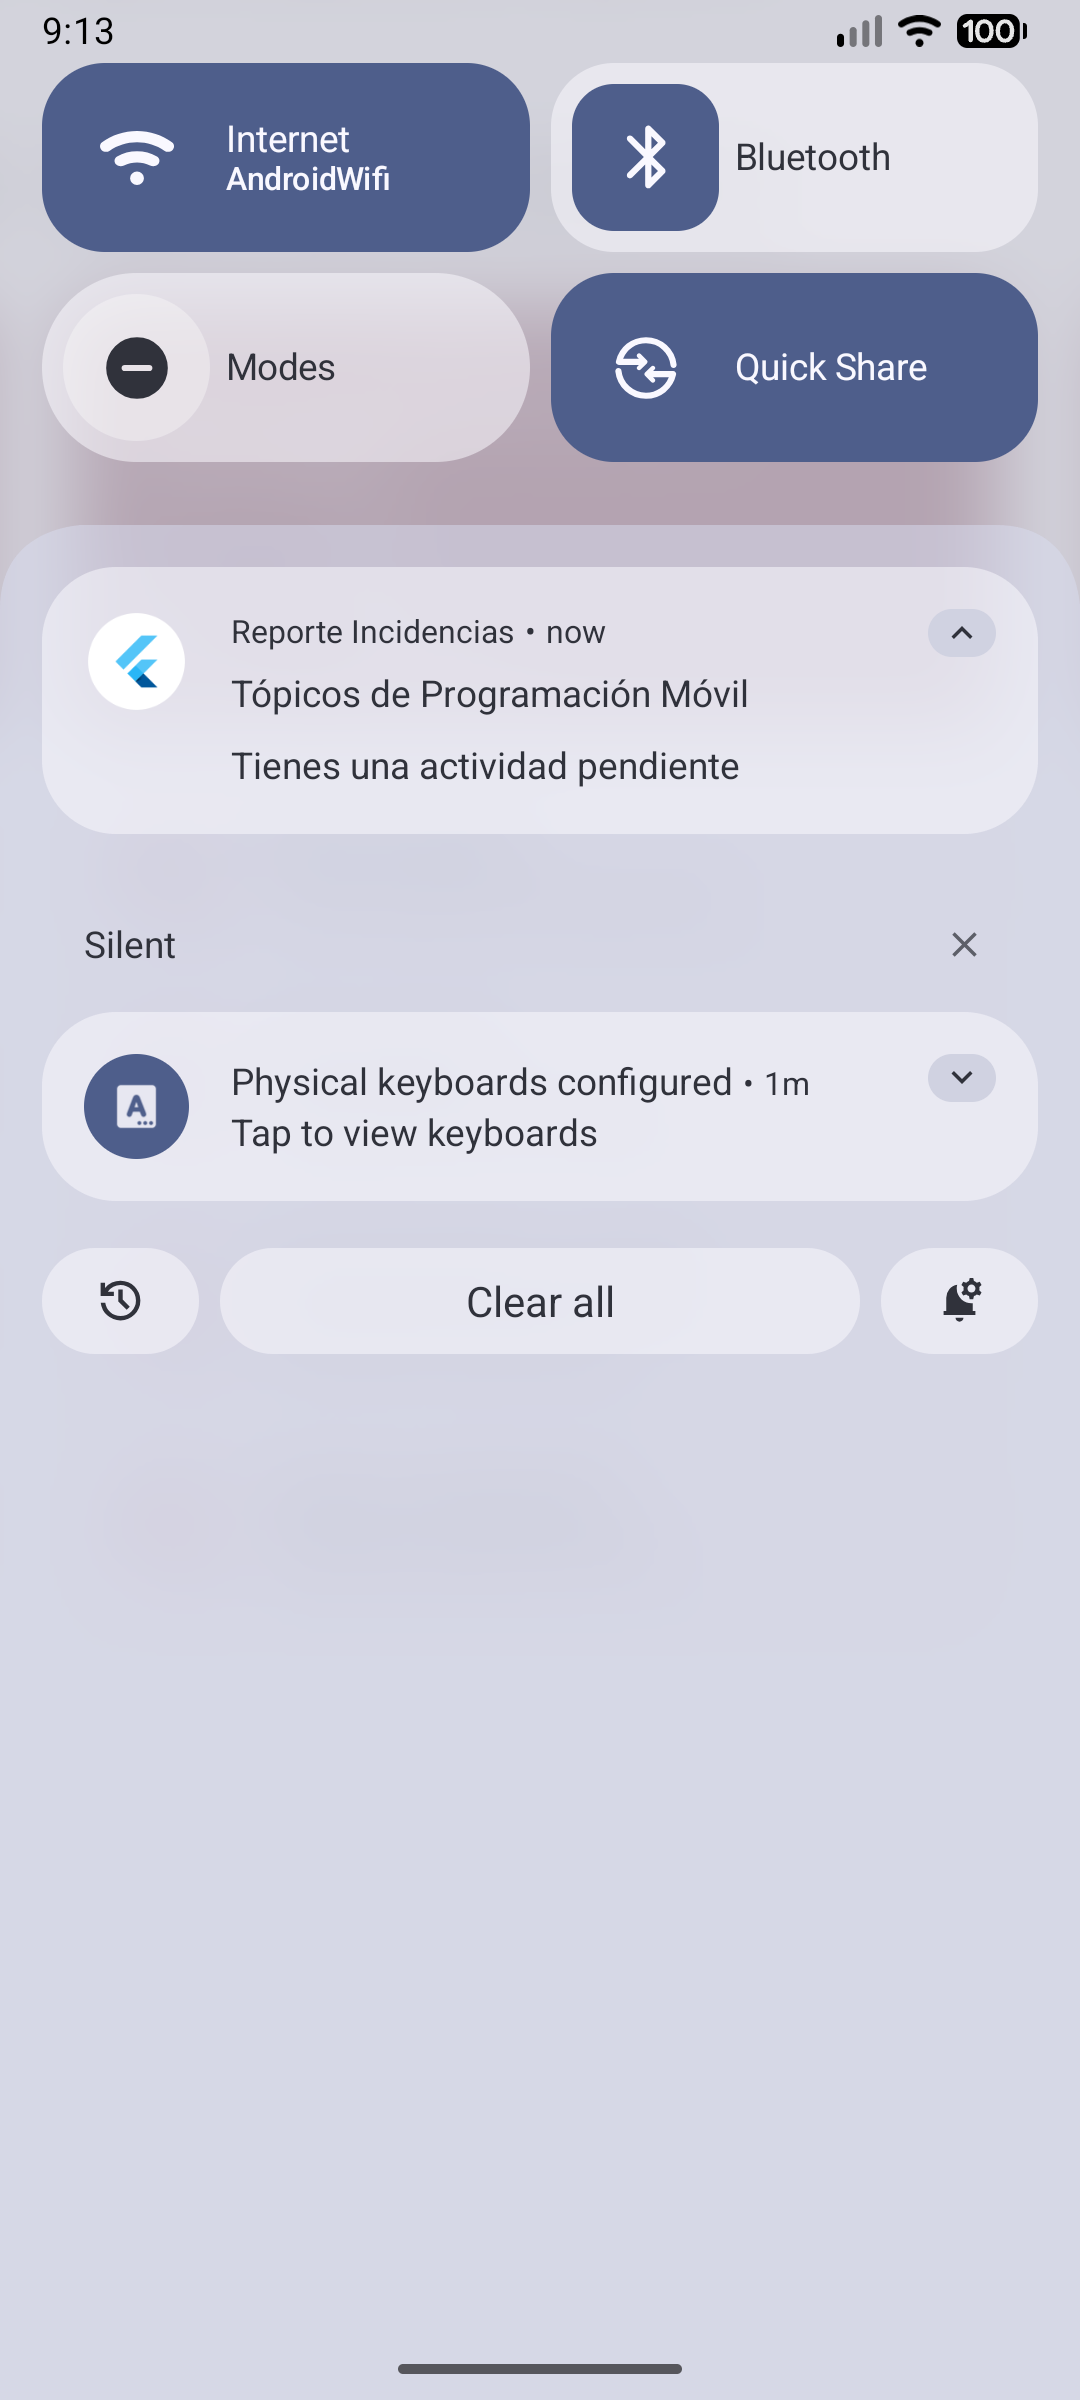 9:13
100
Internet
AndroidWifi
Bluetooth
Modes
Quick Share
Reporte Incidencias • now
Tópicos de Programación Móvil
Tienes una actividad pendiente
Silent
A
Physical keyboards configured • 1m
Tap to view keyboards
Clear all